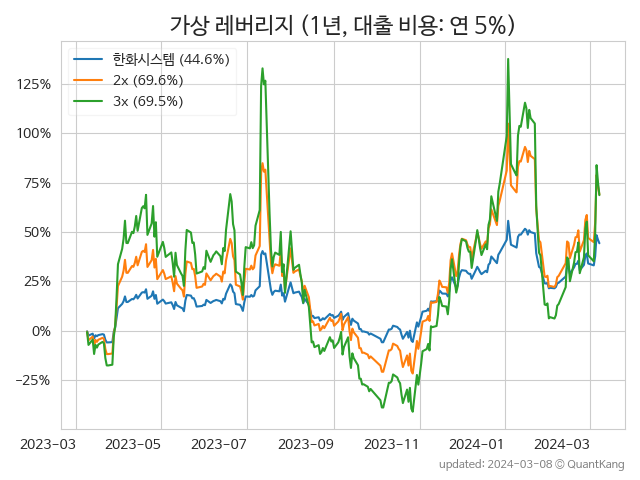 가상 레버리지 (1년, 대출 비용: 연 5%)
한화시스템 (44.6%)
2x (69.6%)
3x (69.5%)
125%
100%
75%
50%
25%
0%
−25%
2023-03 2023-05 2023-07 2023-09 2023-11 2024-01 2024-03
updated: 2024-03-08 © QuantKang